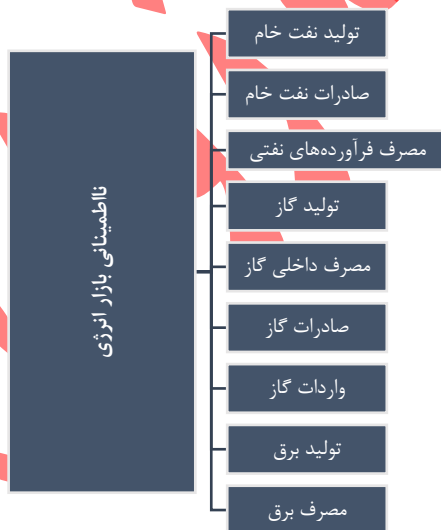 تولید نفت خام
صادرات نفت خام
مصرف فرآورده‌های نفتی
تولید گاز
مصرف داخلی گاز
صادرات گاز
واردات گاز
تولید برق
مصرف برق
نااطمینانی بازار انرژی